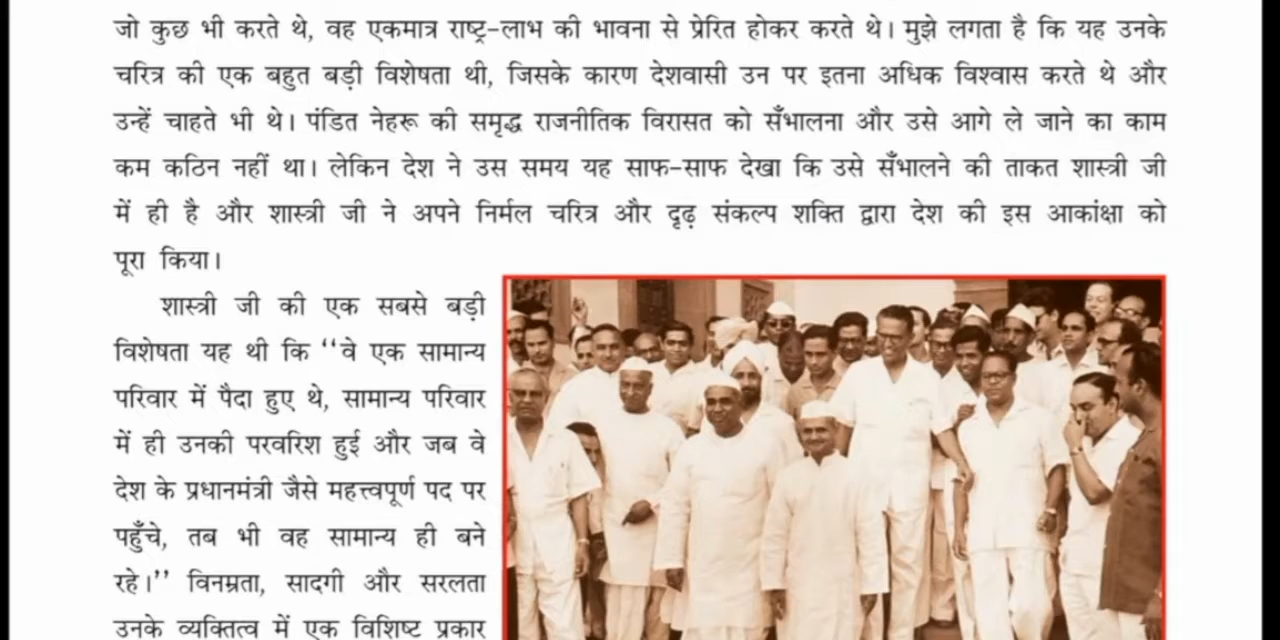 जो कुछ भी करते थे, वह एकमात्र राष्ट्र-लाभ की भावना से प्रेरित होकर करते थे। मुझे लगता है कि यह उनके
चरित्र की एक बहुत बड़ी विशेषता थी, जिसके कारण देशवासी उन पर इतना अधिक विश्वास करते थे और
उन्हें चाहते भी थे। पंडित नेहरू की समृद्ध राजनीतिक विरासत को सँभालना और उसे आगे ले जाने का काम
कम कठिन नहीं था। लेकिन देश ने उस समय यह साफ-साफ देखा कि उसे सँभालने की ताकत शास्त्री जी
में ही है और शास्त्री जी ने अपने निर्मल चरित्र और दृढ़ संकल्प शक्ति द्वारा देश की इस आकांक्षा को
पूरा किया।
शास्त्री जी की एक सबसे बड़ी
विशेषता यह थी कि ‘‘वे एक सामान्य
परिवार में पैदा हुए थे, सामान्य परिवार
में ही उनकी परवरिश हुई और जब वे
देश के प्रधानमंत्री जैसे महत्त्वपूर्ण पद पर
पहुँचे, तब भी वह सामान्य ही बने
रहे।’’ विनम्रता, सादगी और सरलता
उनके व्यक्तित्व में एक विशिष्ट प्रकार